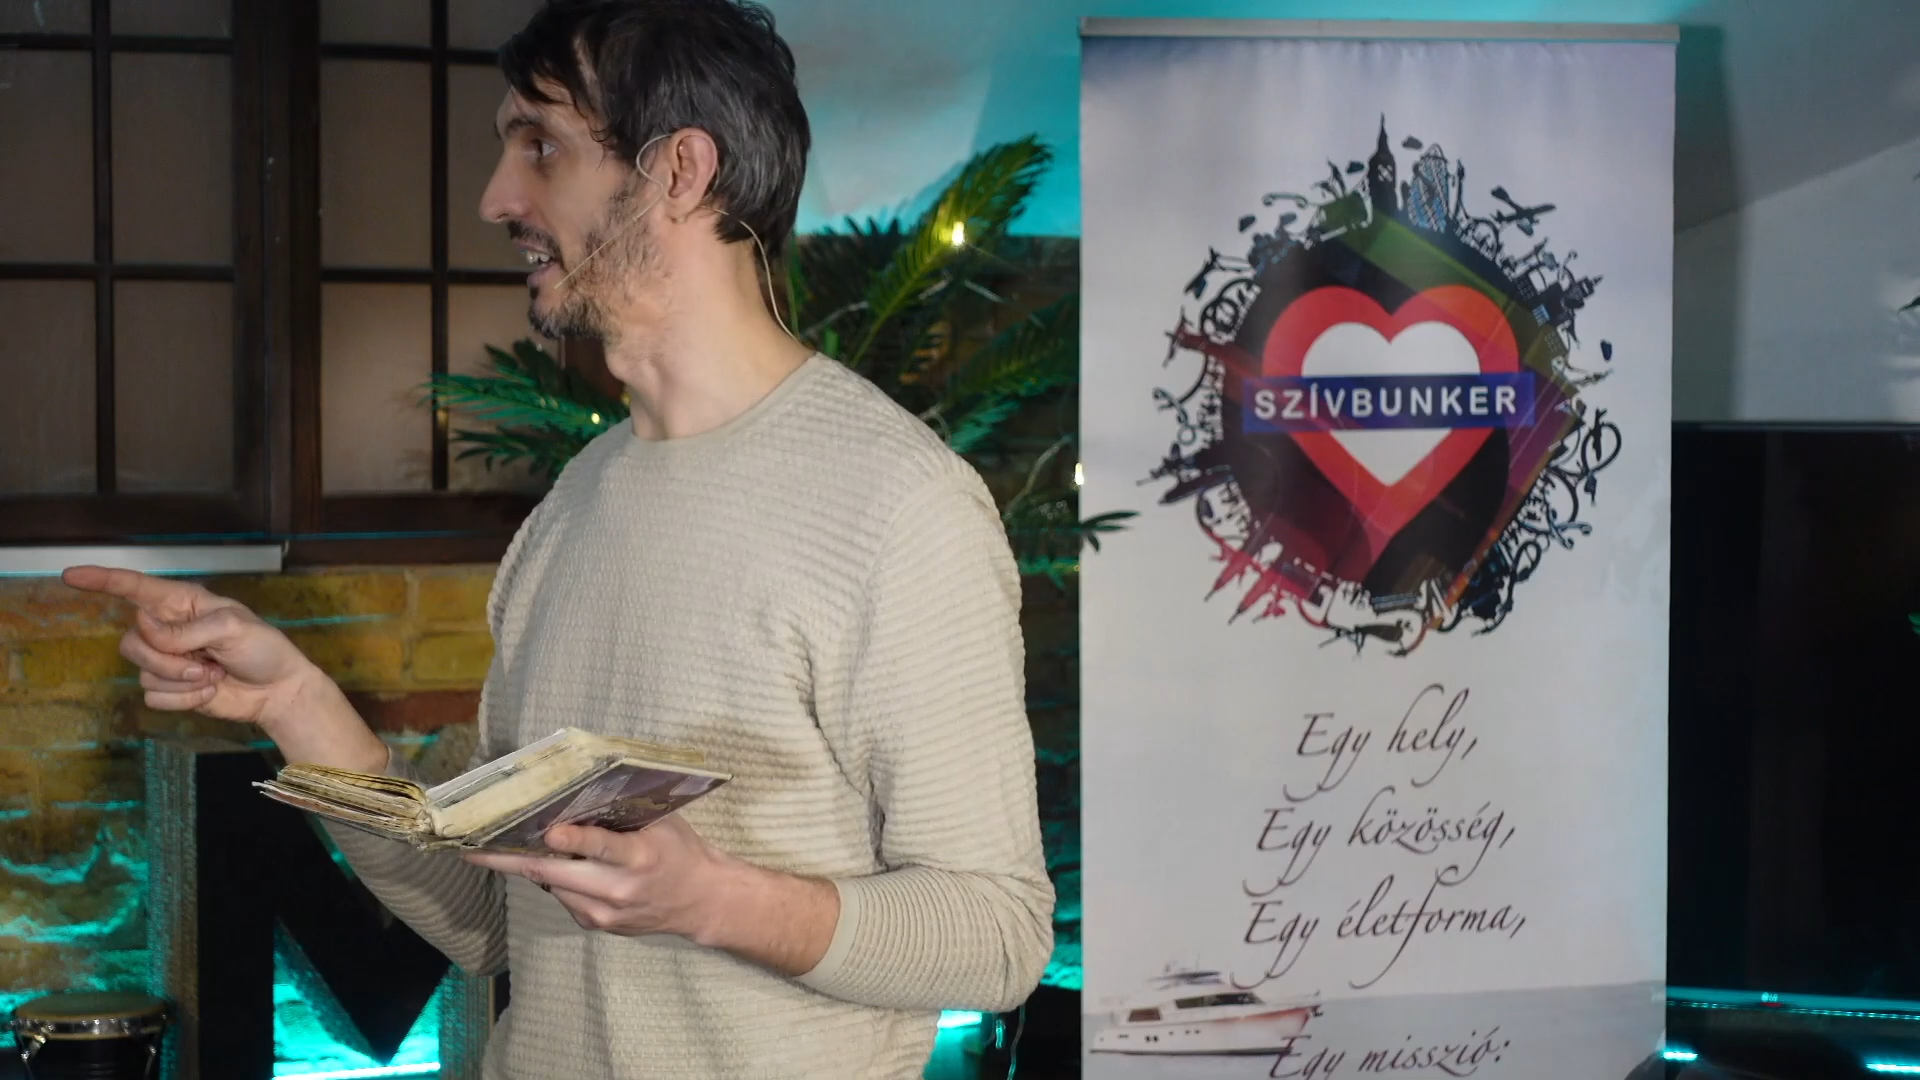 SZÍVBUNKER
Egy hely,
Egy közösség,
Egy életforma,
Egy misszió: